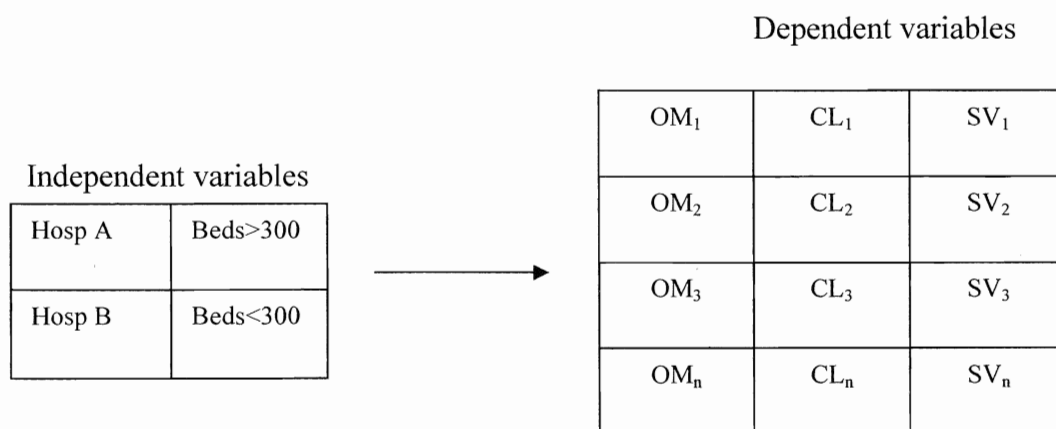 Dependent variables
Independent variables
Hosp A Beds>300
Hosp B Beds<300
OM₁ CL₁ SV₁
OM₂ CL₂ SV₂
OM₃ CL₃ SV₃
OMₙ CLₙ SVₙ